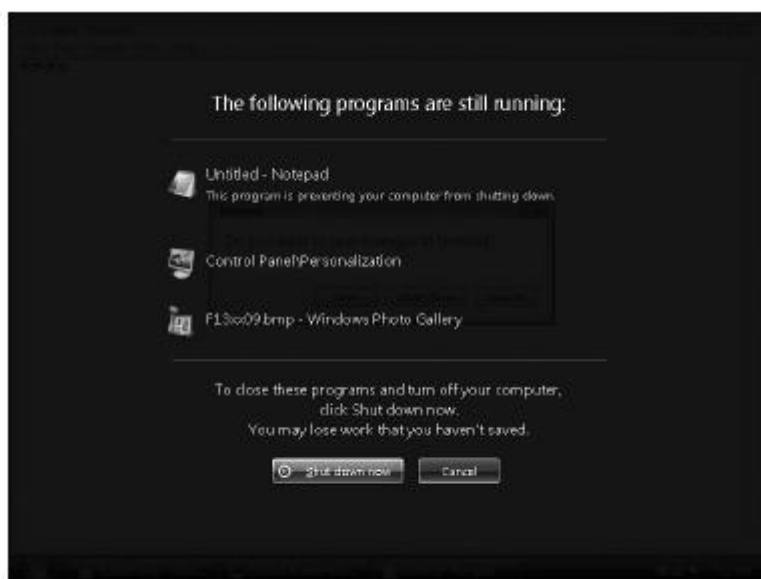 The following programs are still running:
Untitled - Notepad
This program is preventing your computer from shutting down.
Control Panel\Personalization
F13xx09.bmp - Windows Photo Gallery
To close these programs and turn off your computer,
click Shut down now.
You may lose work that you haven't saved.
Shut down now
Cancel